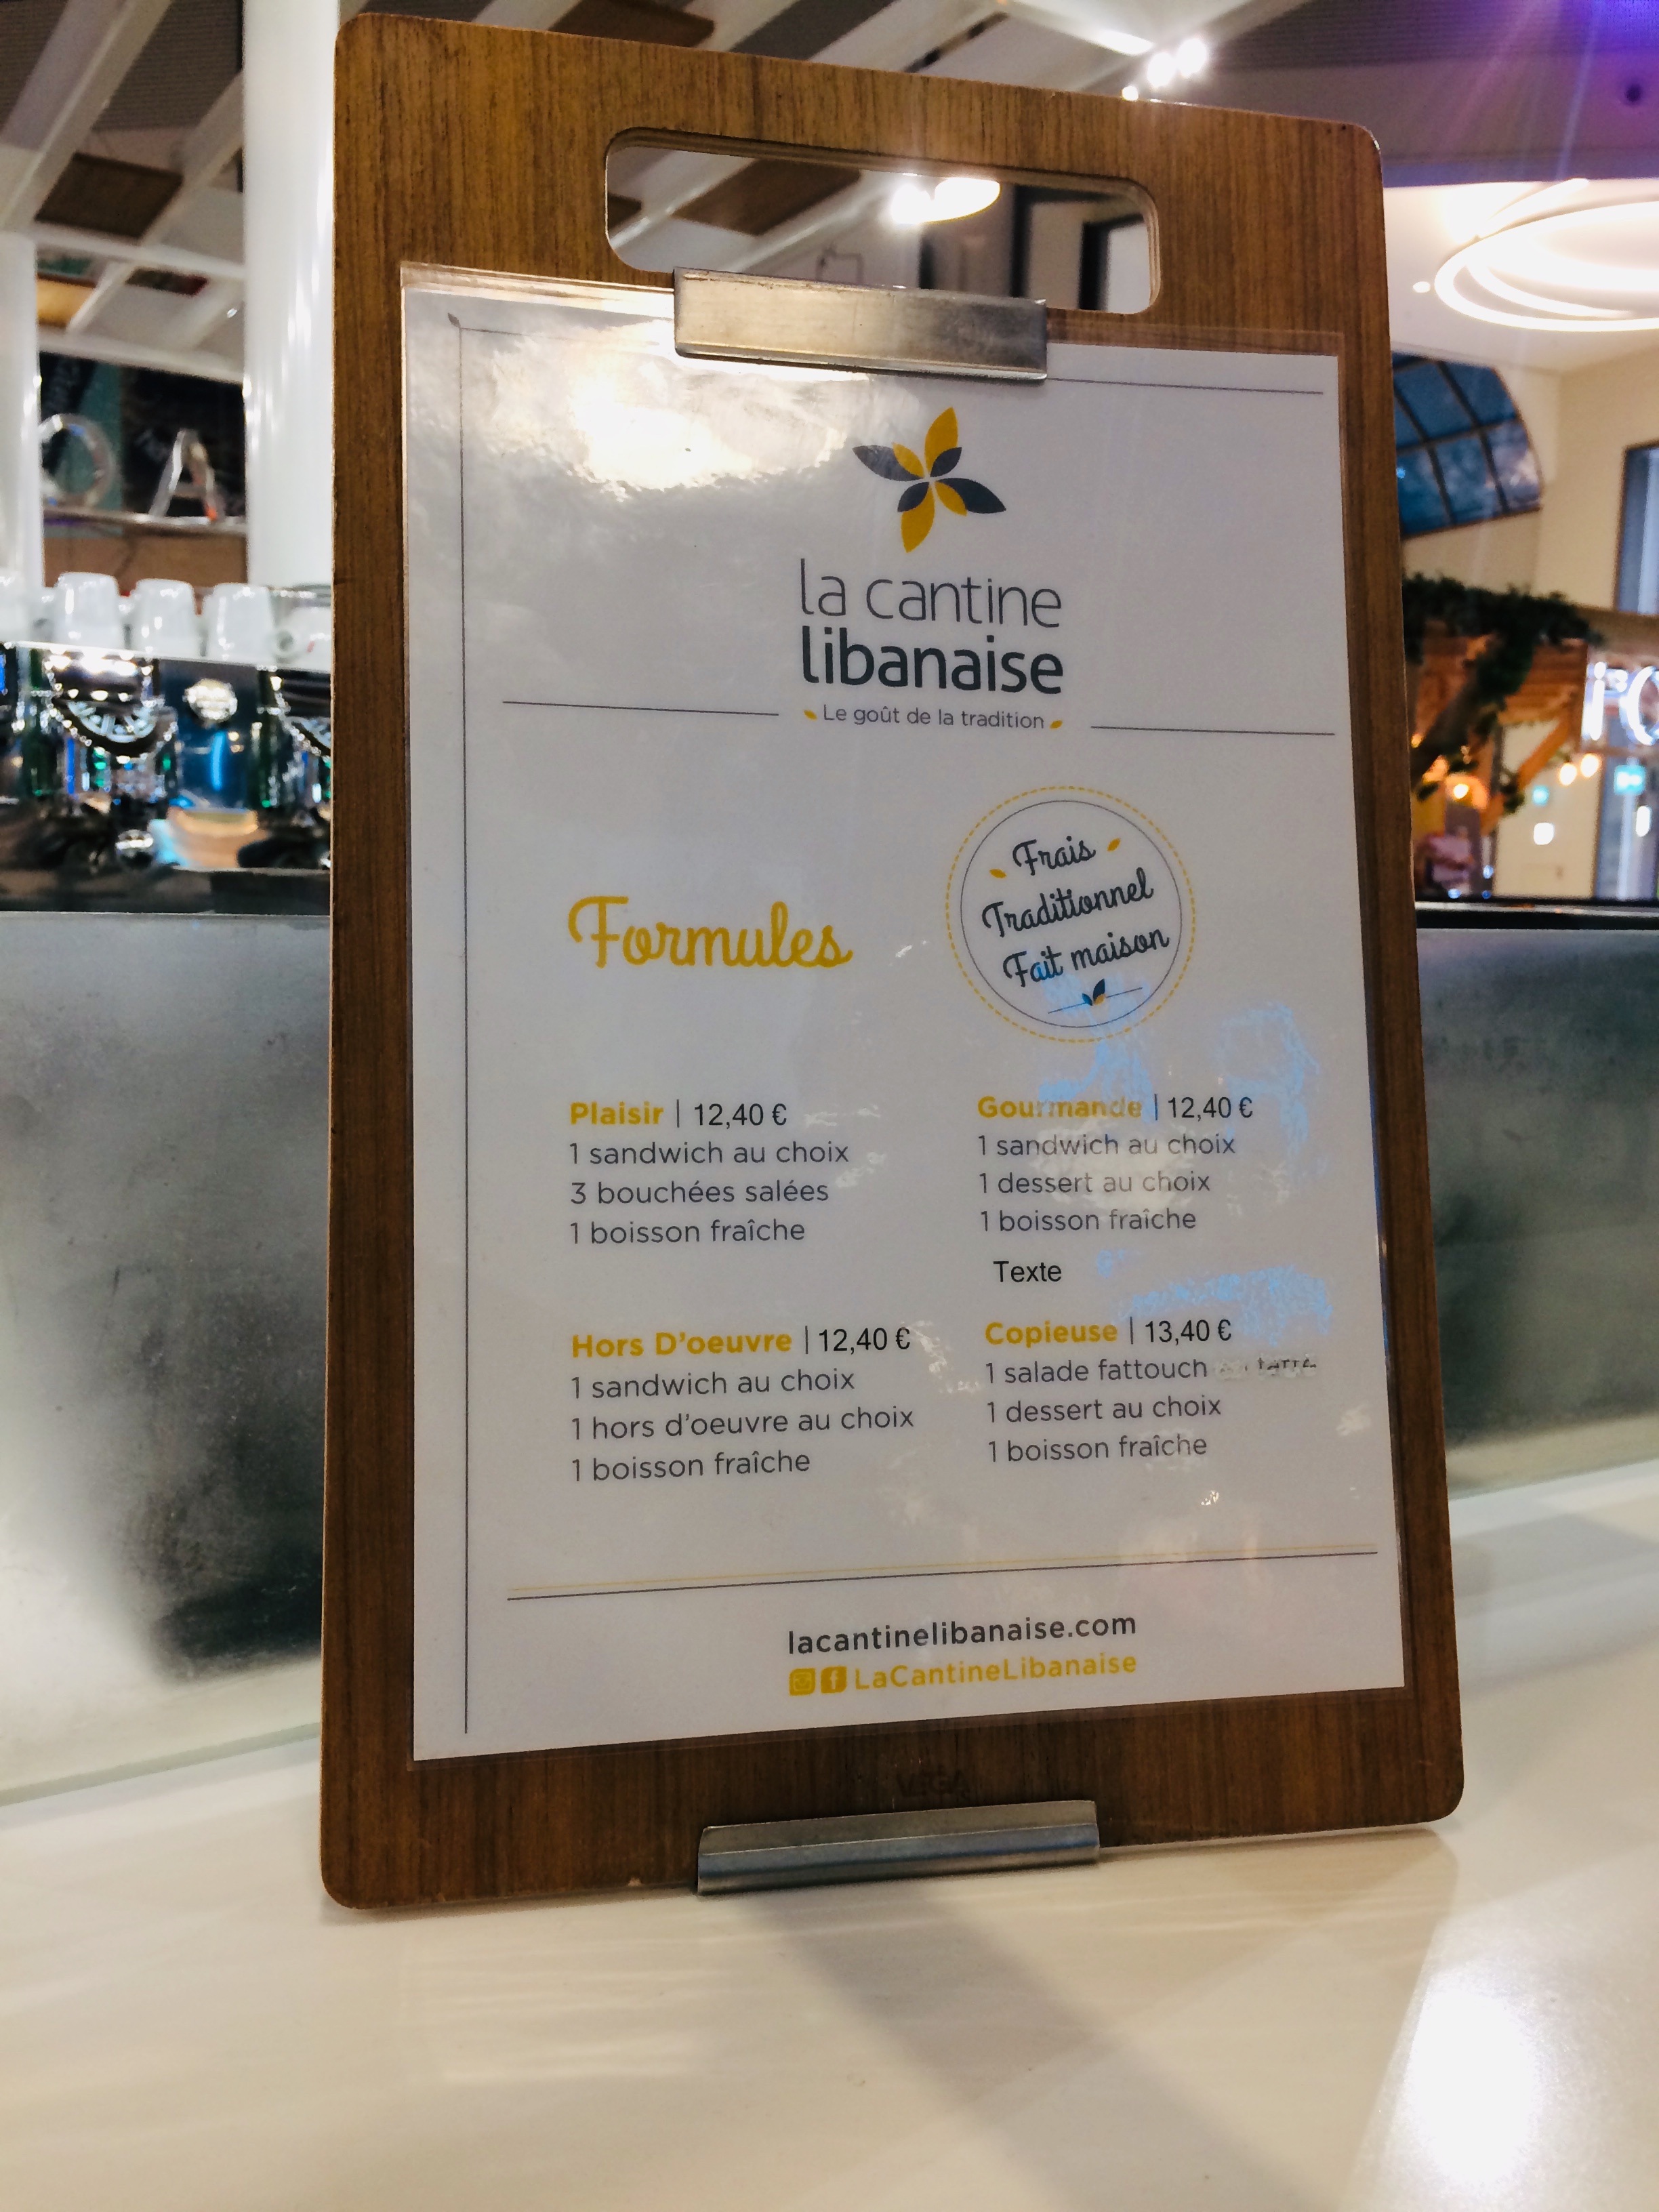 la cantine
libanaise
Le goût de la tradition
Formules
Frais
Traditionnel
Fait maison
Plaisir | 12,40 €
1 sandwich au choix
3 bouchées salées
1 boisson fraîche
Gourmande | 12,40 €
1 sandwich au choix
1 dessert au choix
1 boisson fraîche
Texte
Hors D'oeuvre | 12,40 €
1 sandwich au choix
1 hors d'oeuvre au choix
1 boisson fraîche
Copieuse | 13,40 €
1 salade fattouch
1 dessert au choix
1 boisson fraîche
lacantinelibanaise.com
LaCantineLibanaise
VEGA